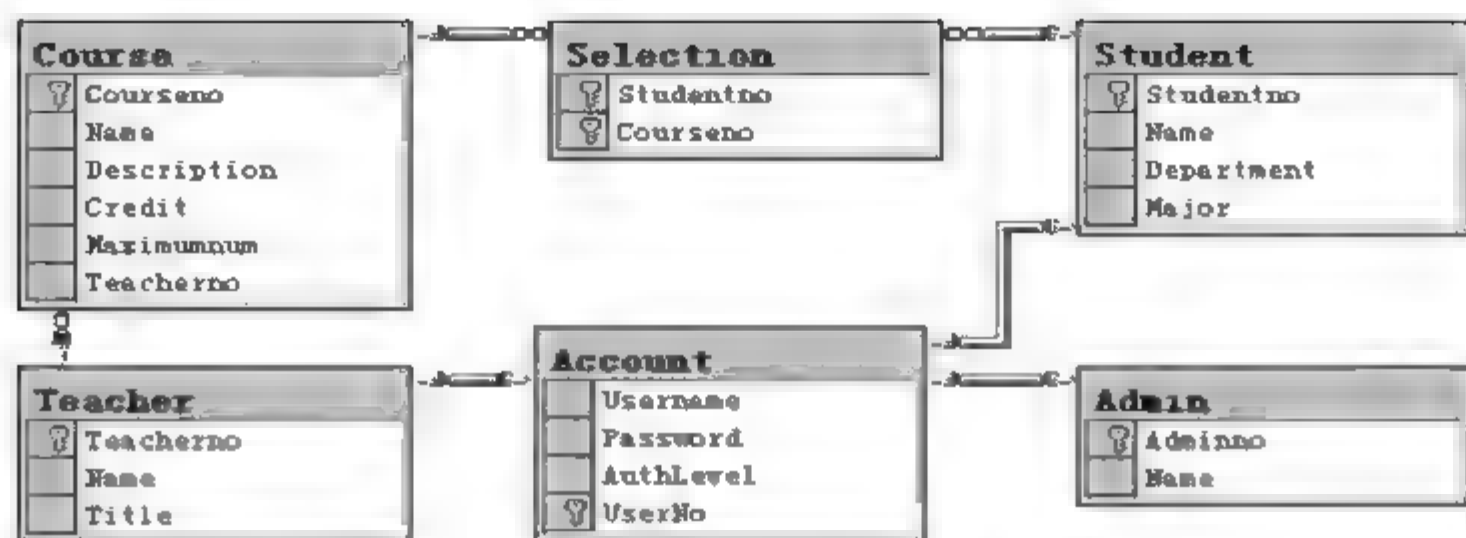 Course
Courseno
Name
Description
Credit
Maximumnum
Teacherno
Selection
Studentno
Courseno
Student
Studentno
Name
Department
Major
Teacher
Teacherno
Name
Title
Account
Username
Password
AuthLevel
UserNo
Admin
Adminno
Name